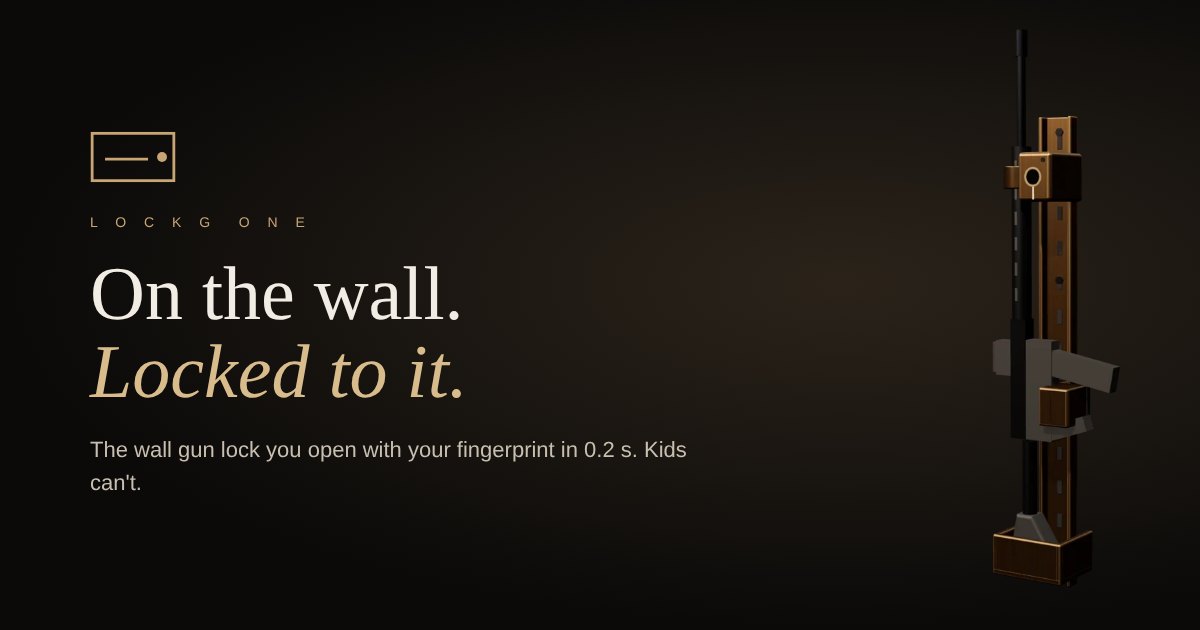 LOCKG ONE
On the wall.
Locked to it.
The wall gun lock you open with your fingerprint in 0.2 s. Kids
can't.